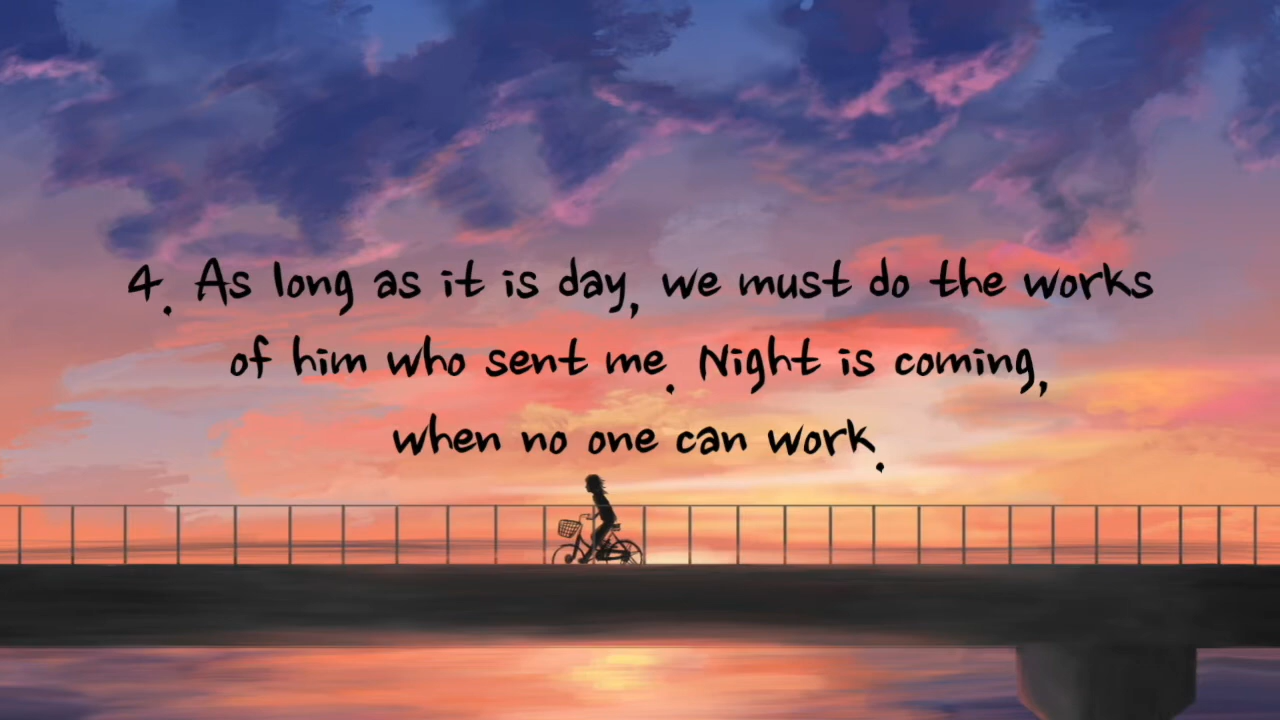 4. As long as it is day, we must do the works
of him who sent me. Night is coming,
when no one can work.